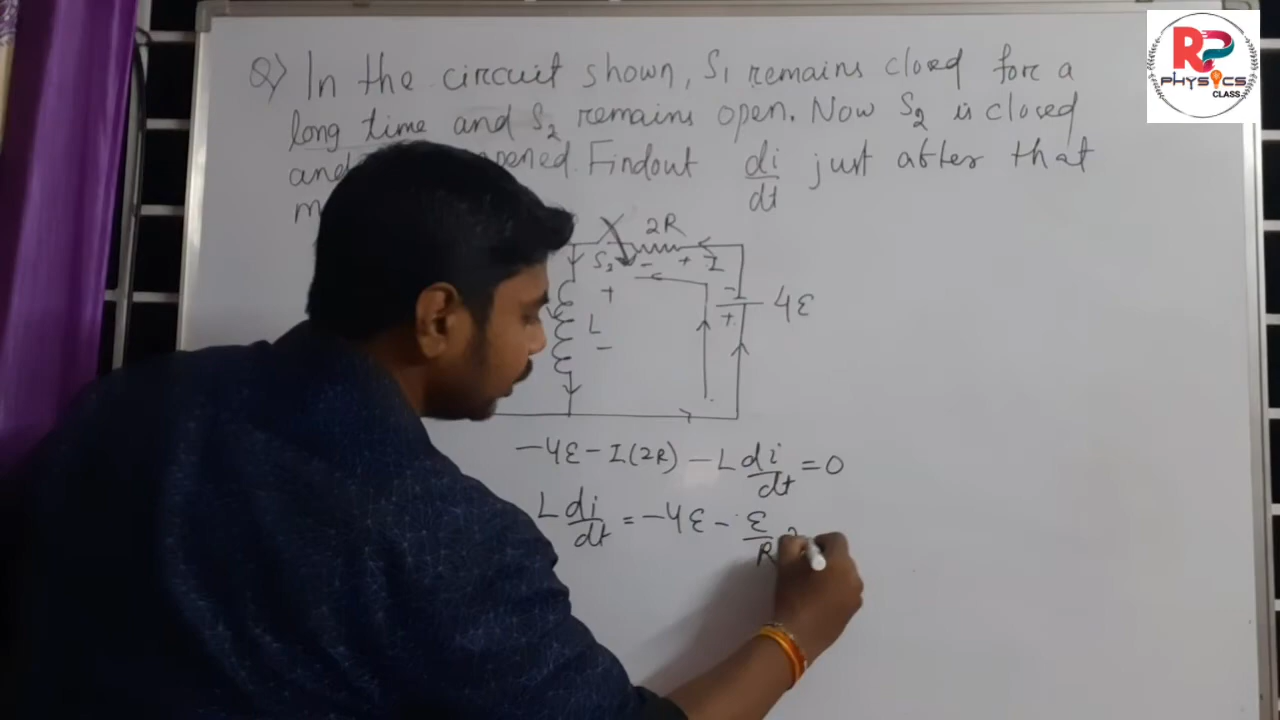 Q) In the circuit shown, S₁ remains closed for a
long time and S₂ remains open. Now S₂ is closed
and opened. Findout di/dt just after that
2R
S₂ - + I
+ - 4ε
L +
-
-4ε - I(2R) - L di/dt = 0
L di/dt = -4ε - ε/R
RP
PHYSICS
CLASS